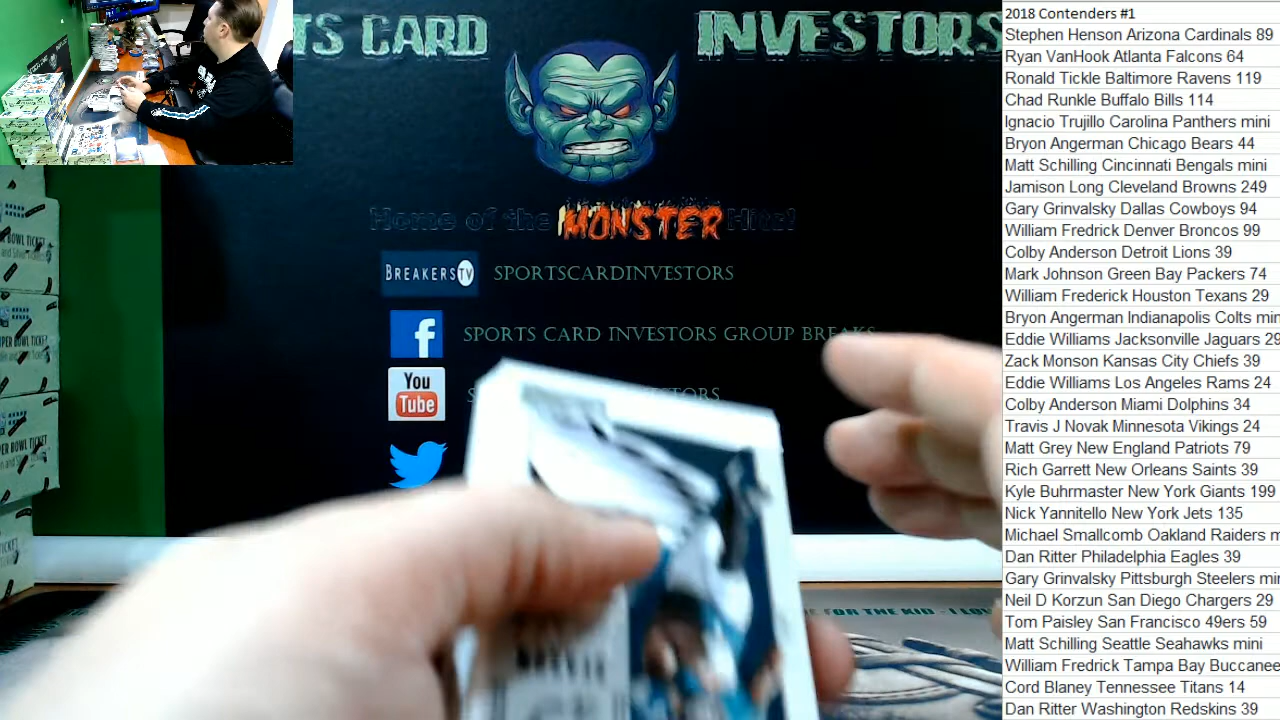 TS CARD INVESTORS
Home of the MONSTER Hits!
BREAKERS TV SPORTSCARDINVESTORS
f SPORTS CARD INVESTORS GROUP BREAKS
You Tube
FOR THE KID - I LO
2018 Contenders #1
Stephen Henson Arizona Cardinals 89
Ryan VanHook Atlanta Falcons 64
Ronald Tickle Baltimore Ravens 119
Chad Runkle Buffalo Bills 114
Ignacio Trujillo Carolina Panthers mini
Bryon Angerman Chicago Bears 44
Matt Schilling Cincinnati Bengals mini
Jamison Long Cleveland Browns 249
Gary Grinvalsky Dallas Cowboys 94
William Fredrick Denver Broncos 99
Colby Anderson Detroit Lions 39
Mark Johnson Green Bay Packers 74
William Frederick Houston Texans 29
Bryon Angerman Indianapolis Colts min
Eddie Williams Jacksonville Jaguars 29
Zack Monson Kansas City Chiefs 39
Eddie Williams Los Angeles Rams 24
Colby Anderson Miami Dolphins 34
Travis J Novak Minnesota Vikings 24
Matt Grey New England Patriots 79
Rich Garrett New Orleans Saints 39
Kyle Buhrmaster New York Giants 199
Nick Yannitello New York Jets 135
Michael Smallcomb Oakland Raiders m
Dan Ritter Philadelphia Eagles 39
Gary Grinvalsky Pittsburgh Steelers min
Neil D Korzun San Diego Chargers 29
Tom Paisley San Francisco 49ers 59
Matt Schilling Seattle Seahawks mini
William Fredrick Tampa Bay Buccanee
Cord Blaney Tennessee Titans 14
Dan Ritter Washington Redskins 39